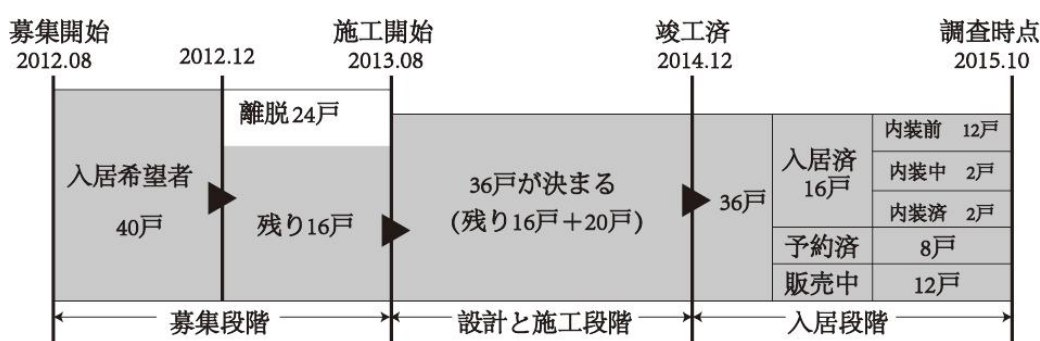 募集開始
2012.08
2012.12
施工開始
2013.08
竣工済
2014.12
調査時点
2015.10
入居希望者
40戸
離脱24戸
残り16戸
36戸が決まる
(残り16戸+20戸)
36戸
入居済
16戸
内装前 12戸
内装中 2戸
内装済 2戸
予約済 8戸
販売中 12戸
募集段階
設計と施工段階
入居段階